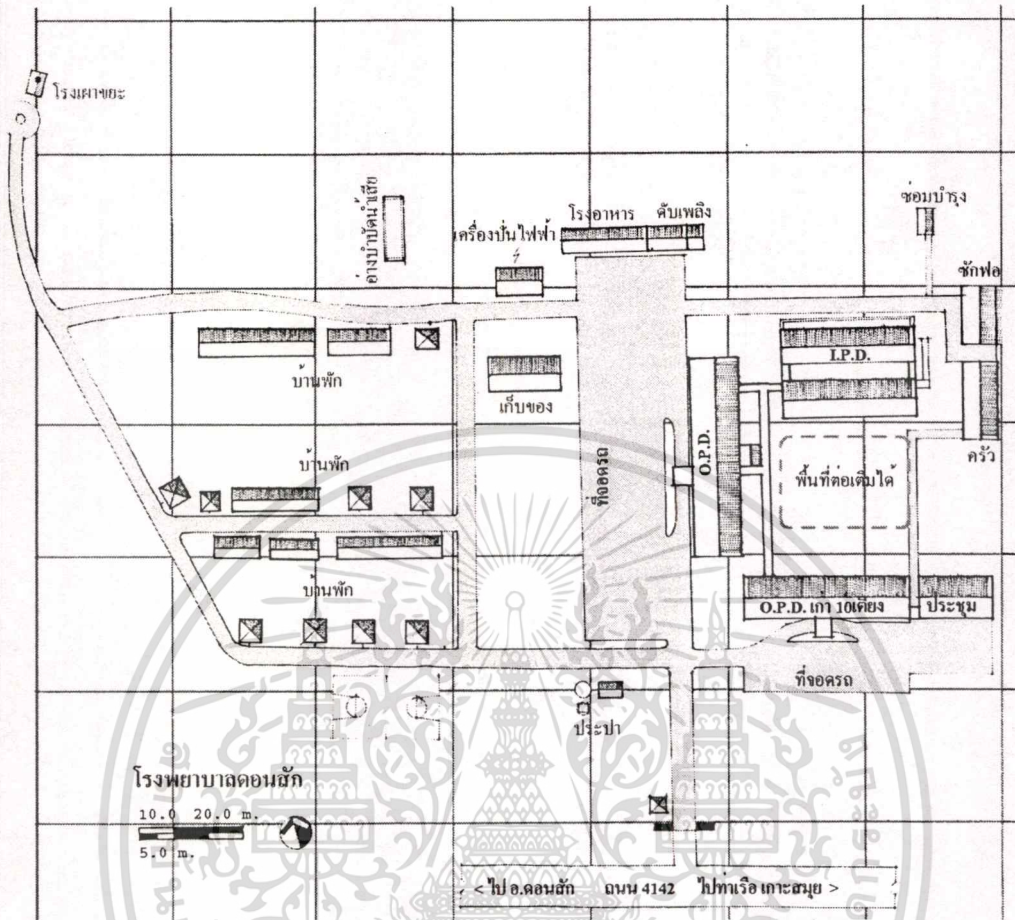 โรงเผาขยะ
อ่างบำบัดน้ำเสีย
เครื่องปั่นไฟฟ้า
โรงอาหาร ดับเพลิง
ซ่อมบำรุง
ซักฟอ
บ้านพัก
เก็บของ
I.P.D.
ครัว
O.P.D.
ที่จอดรถ
พื้นที่ต่อเติมได้
บ้านพัก
บ้านพัก
O.P.D. เก่า 10เตียง
ประชุม
ที่จอดรถ
ประปา
โรงพยาบาลดอนสัก
10.0 20.0 m.
5.0 m.
< ไป อ.ดอนสัก ถนน 4142 ไปท่าเรือ เกาะสมุย >